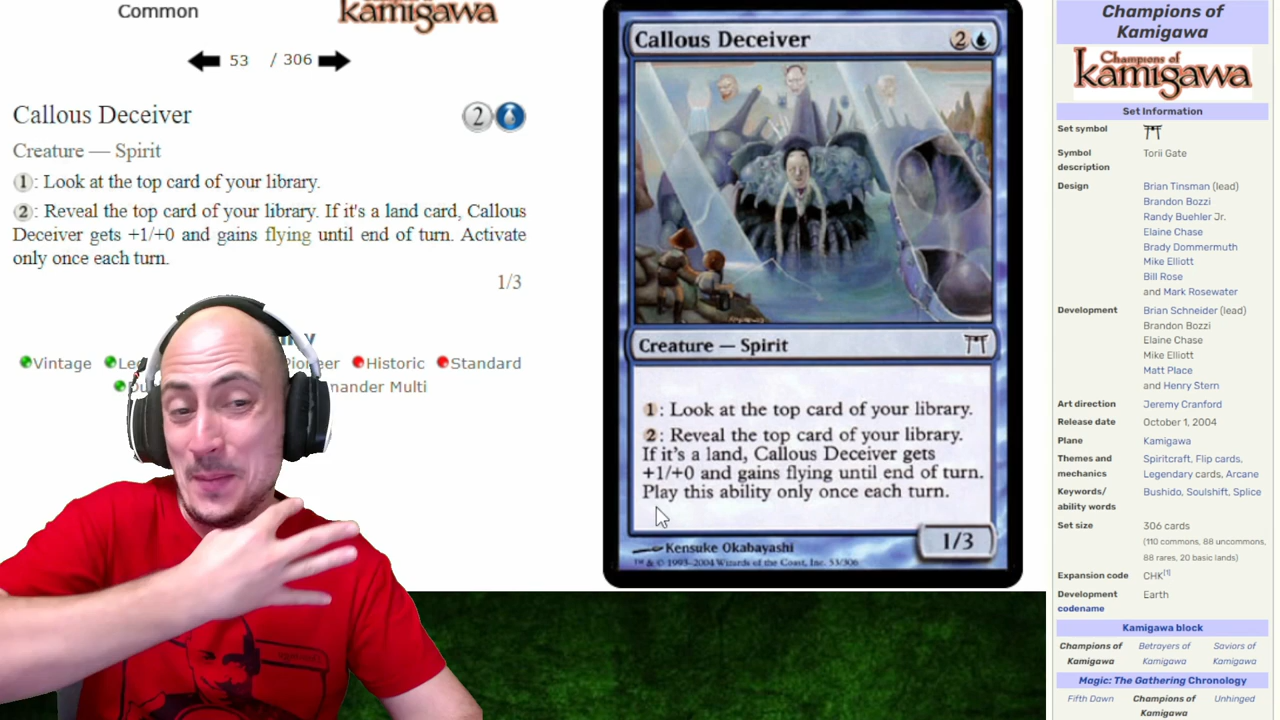 Common
kamigawa
53 / 306
Callous Deceiver
2
Creature — Spirit
1: Look at the top card of your library.
2: Reveal the top card of your library. If it's a land card, Callous
Deceiver gets +1/+0 and gains flying until end of turn. Activate
only once each turn.
1/3
Vintage
Historic
Standard
Multi
Callous Deceiver
2
Creature — Spirit
1: Look at the top card of your library.
2: Reveal the top card of your library.
If it's a land, Callous Deceiver gets
+1/+0 and gains flying until end of turn.
Play this ability only once each turn.
1/3
Kensuke Okabayashi
™ & © 1993–2004 Wizards of the Coast, Inc. 53/306
Champions of
Kamigawa
Champions of
kamigawa
Set Information
Set symbol
Symbol description Torii Gate
Design Brian Tinsman (lead)
Brandon Bozzi
Randy Buehler Jr.
Elaine Chase
Brady Dommermuth
Mike Elliott
Bill Rose
and Mark Rosewater
Development Brian Schneider (lead)
Brandon Bozzi
Elaine Chase
Mike Elliott
Matt Place
and Henry Stern
Art direction Jeremy Cranford
Release date October 1, 2004
Plane Kamigawa
Themes and mechanics Spiritcraft, Flip cards,
Legendary cards, Arcane
Keywords/ ability words Bushido, Soulshift, Splice
Set size 306 cards
(110 commons, 88 uncommons,
88 rares, 20 basic lands)
Expansion code CHK[1]
Development codename Earth
Kamigawa block
Champions of Kamigawa
Betrayers of Kamigawa
Saviors of Kamigawa
Magic: The Gathering Chronology
Fifth Dawn
Champions of Kamigawa
Unhinged